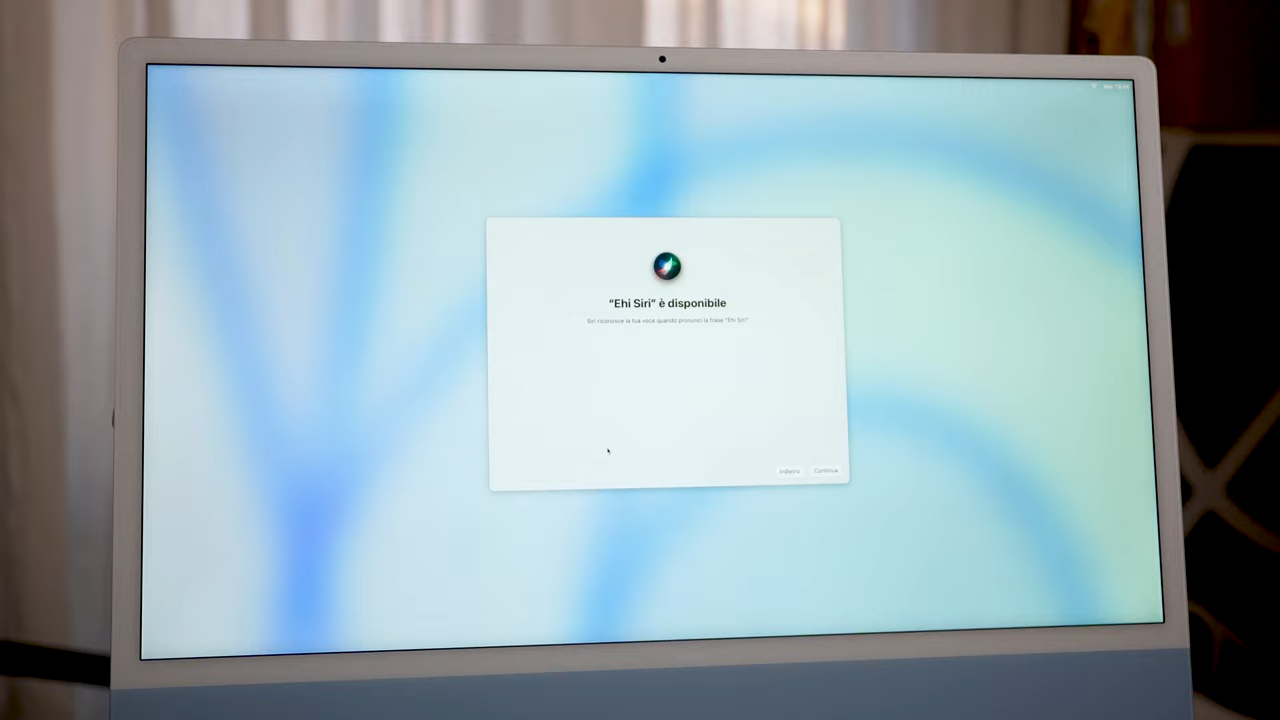 “Ehi Siri” è disponibile
Siri riconosce la tua voce quando pronunci la frase “Ehi Siri”
Indietro
Continua